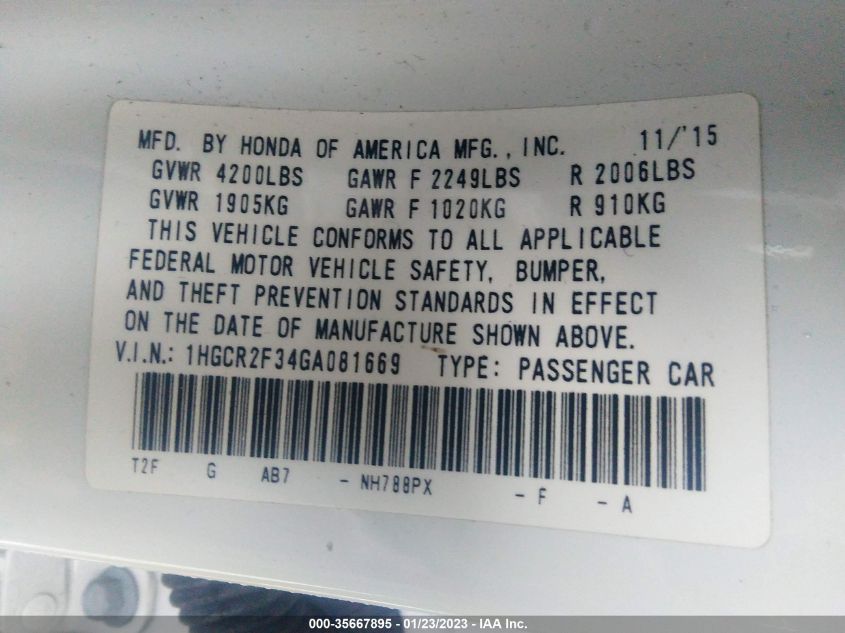 MFD. BY HONDA OF AMERICA MFG., INC. 11/'15
GVWR 4200LBS GAWR F 2249LBS R 2006LBS
GVWR 1905KG GAWR F 1020KG R 910KG
THIS VEHICLE CONFORMS TO ALL APPLICABLE
FEDERAL MOTOR VEHICLE SAFETY, BUMPER,
AND THEFT PREVENTION STANDARDS IN EFFECT
ON THE DATE OF MANUFACTURE SHOWN ABOVE.
V.I.N.: 1HGCR2F34GA081669 TYPE: PASSENGER CAR
T2F G AB7 - NH788PX - F - A
000-35667895 / 01/23/2023 - IAA Inc.